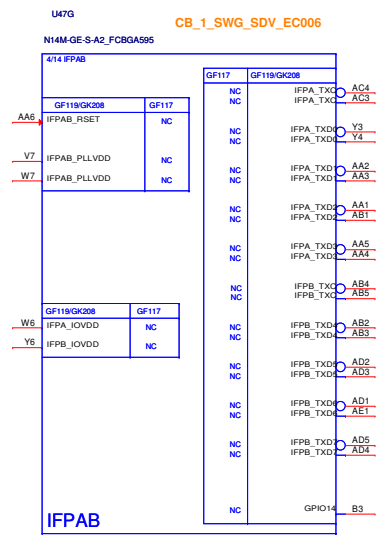 U47G
CB_1_SWG_SDV_EC006
N14M-GE-S-A2_FCBGA595
4/14 IFPAB
GF117 GF119/GK208
NC IFPA_TXC AC4
NC IFPA_TXC AC3
GF119/GK208 GF117
AA6 IFPAB_RSET NC
NC IFPA_TXD0 Y3
NC IFPA_TXD0 Y4
V7 IFPAB_PLLVDD NC
W7 IFPAB_PLLVDD NC
NC IFPA_TXD1 AA2
NC IFPA_TXD1 AA3
NC IFPA_TXD2 AA1
NC IFPA_TXD2 AB1
NC IFPA_TXD3 AA5
NC IFPA_TXD3 AA4
NC IFPB_TXC AB4
NC IFPB_TXC AB5
GF119/GK208 GF117
W6 IFPA_IOVDD NC
Y6 IFPB_IOVDD NC
NC IFPB_TXD4 AB2
NC IFPB_TXD4 AB3
NC IFPB_TXD5 AD2
NC IFPB_TXD5 AD3
NC IFPB_TXD6 AD1
NC IFPB_TXD6 AE1
NC IFPB_TXD7 AD5
NC IFPB_TXD7 AD4
NC GPIO14 B3
IFPAB